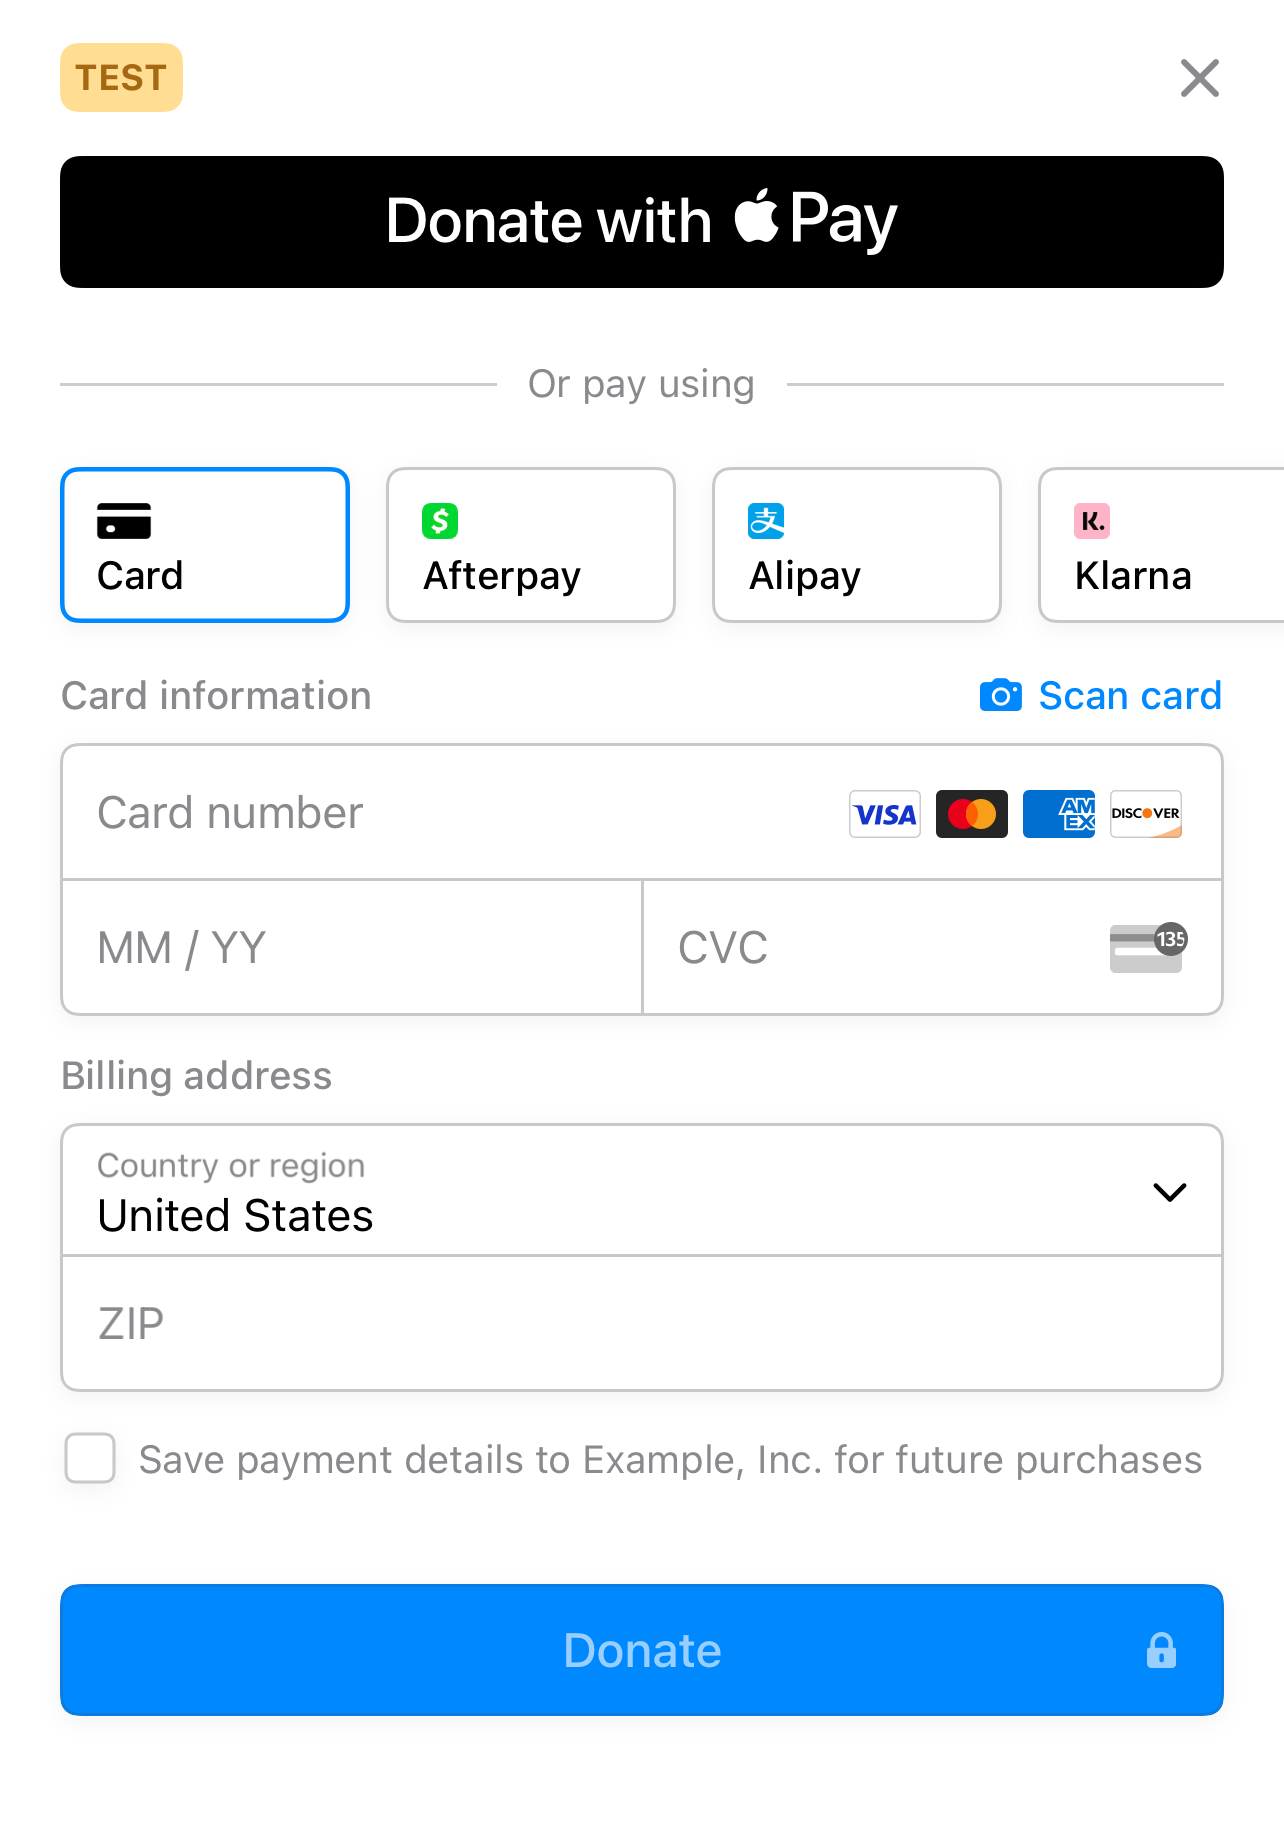 TEST
Donate with Pay
Or pay using
$
支
K.
Card
Afterpay
Alipay
Klarna
Card information
Scan card
Card number
VISA
AM
EX
DISCOVER
MM / YY
CVC
135
Billing address
Country or region
United States
ZIP
Save payment details to Example, Inc. for future purchases
Donate